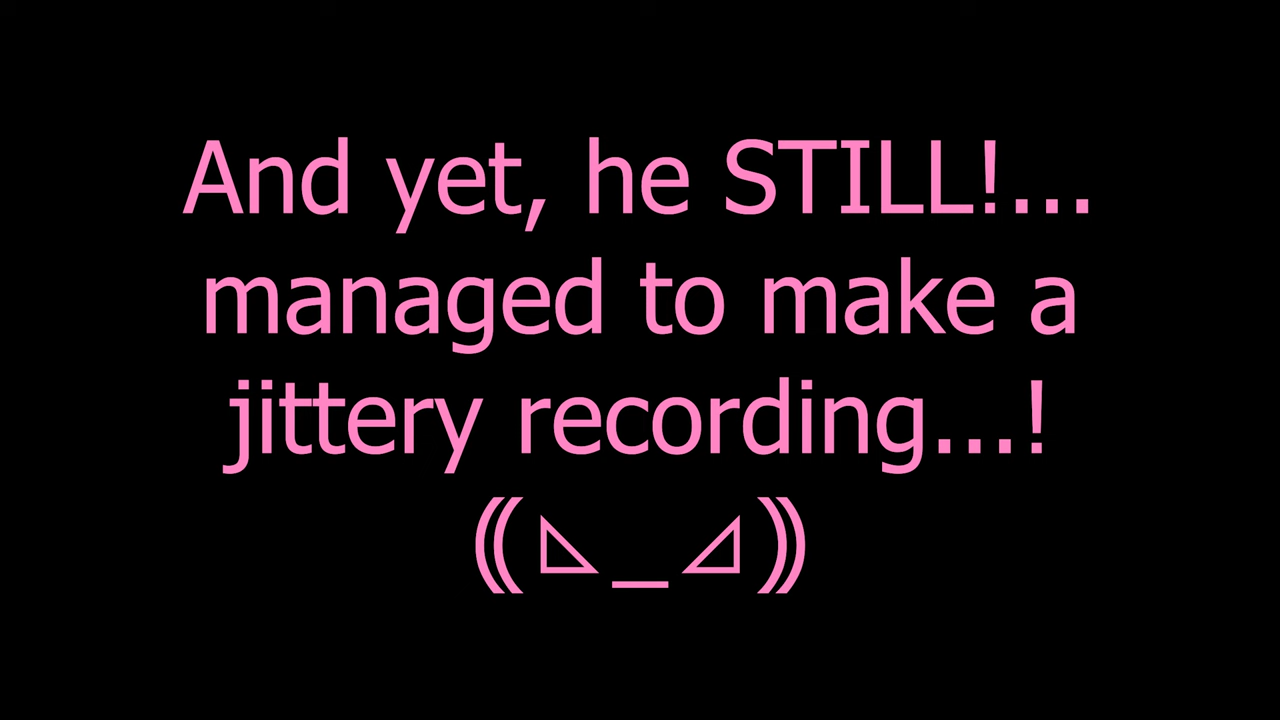 And yet, he STILL!...
managed to make a
jittery recording...!
⸨◺_◿⸩